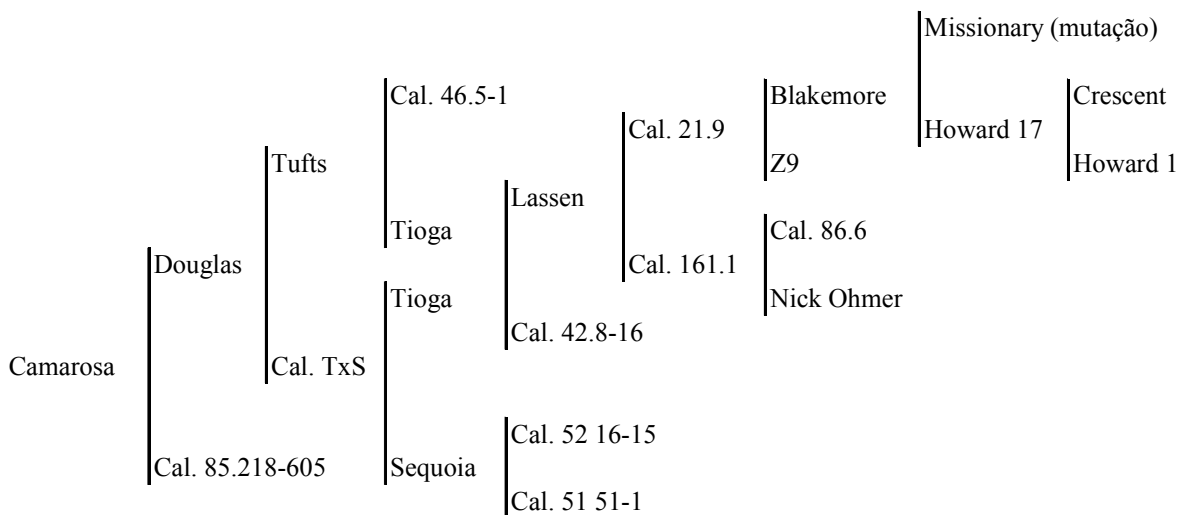 Missionary (mutação)
Cal. 46.5-1
Blakemore
Crescent
Cal. 21.9
Howard 17
Tufts
Z9
Howard 1
Lassen
Tioga
Cal. 86.6
Douglas
Cal. 161.1
Tioga
Nick Ohmer
Cal. 42.8-16
Camarosa
Cal. TxS
Cal. 52 16-15
Cal. 85.218-605
Sequoia
Cal. 51 51-1